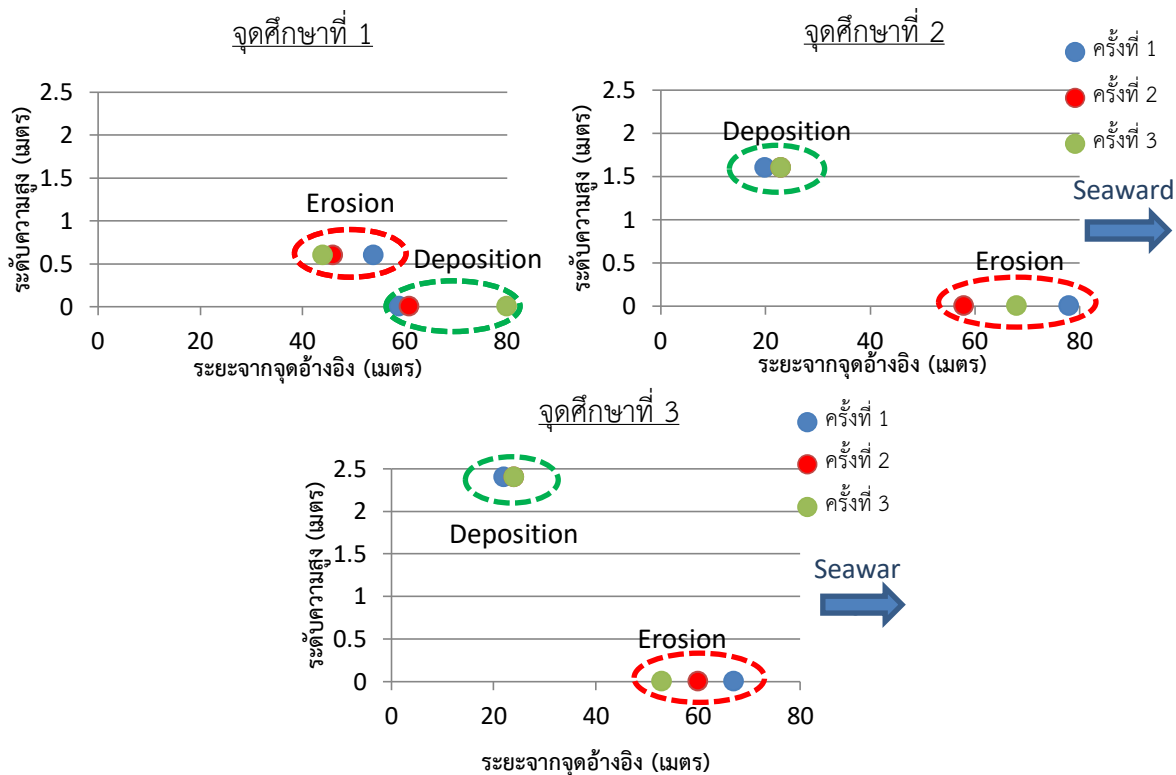 จุดศึกษาที่ 1
ระดับความสูง (เมตร)
2.5
2
1.5
1
0.5
0
Erosion
Deposition
0 20 40 60 80
ระยะจากจุดอ้างอิง (เมตร)
จุดศึกษาที่ 2
ครั้งที่ 1
ครั้งที่ 2
ครั้งที่ 3
ระดับความสูง (เมตร)
2.5
2
1.5
1
0.5
0
Deposition
Seaward
Erosion
0 20 40 60 80
ระยะจากจุดอ้างอิง (เมตร)
จุดศึกษาที่ 3
ครั้งที่ 1
ครั้งที่ 2
ครั้งที่ 3
ระดับความสูง (เมตร)
2.5
2
1.5
1
0.5
0
Deposition
Seawar
Erosion
0 20 40 60 80
ระยะจากจุดอ้างอิง (เมตร)